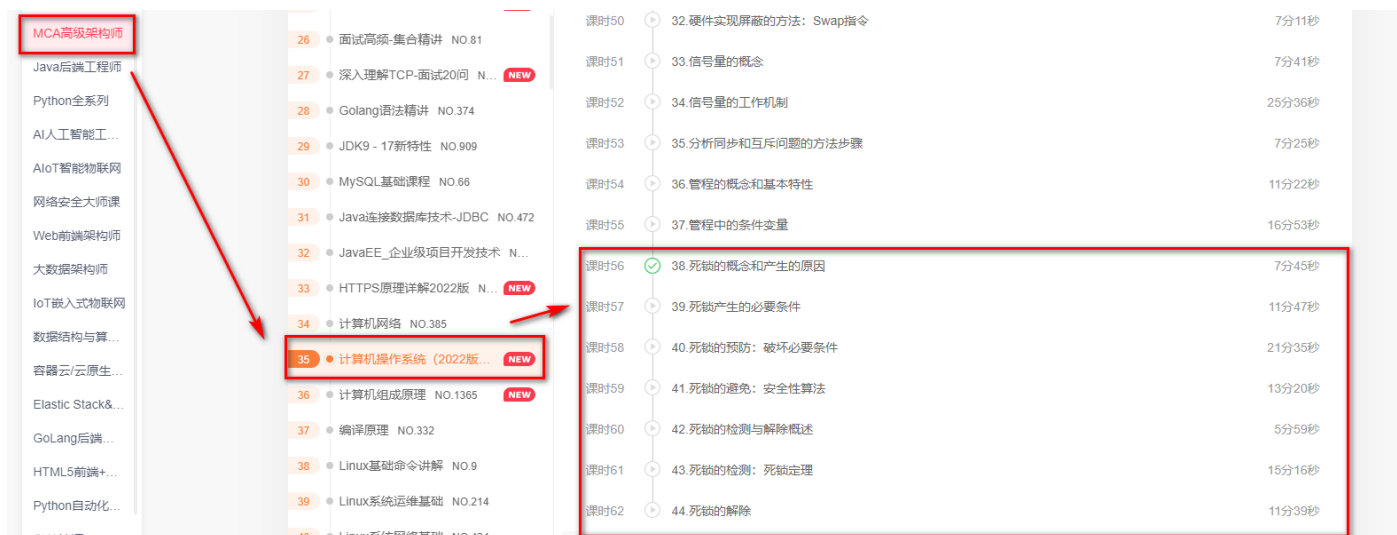 MCA高级架构师
Java后端工程师
Python全系列
AI人工智能工...
AIoT智能物联网
网络安全大师课
Web前端架构师
大数据架构师
IoT嵌入式物联网
数据结构与算...
容器云/云原生...
Elastic Stack&...
GoLang后端...
HTML5前端+...
Python自动化...
26 面试高频-集合精讲 NO.81
27 深入理解TCP-面试20问 N... NEW
28 Golang语法精讲 NO.374
29 JDK9 - 17新特性 NO.909
30 MySQL基础课程 NO.66
31 Java连接数据库技术-JDBC NO.472
32 JavaEE_企业级项目开发技术 N...
33 HTTPS原理详解2022版 N... NEW
34 计算机网络 NO.385
35 计算机操作系统（2022版... NEW
36 计算机组成原理 NO.1365 NEW
37 编译原理 NO.332
38 Linux基础命令讲解 NO.9
39 Linux系统运维基础 NO.214
课时50 32.硬件实现屏蔽的方法：Swap指令 7分11秒
课时51 33.信号量的概念 7分41秒
课时52 34.信号量的工作机制 25分36秒
课时53 35.分析同步和互斥问题的方法步骤 7分25秒
课时54 36.管程的概念和基本特性 11分22秒
课时55 37.管程中的条件变量 16分53秒
课时56 38.死锁的概念和产生的原因 7分45秒
课时57 39.死锁产生的必要条件 11分47秒
课时58 40.死锁的预防：破坏必要条件 21分35秒
课时59 41.死锁的避免：安全性算法 13分20秒
课时60 42.死锁的检测与解除概述 5分59秒
课时61 43.死锁的检测：死锁定理 15分16秒
课时62 44.死锁的解除 11分39秒